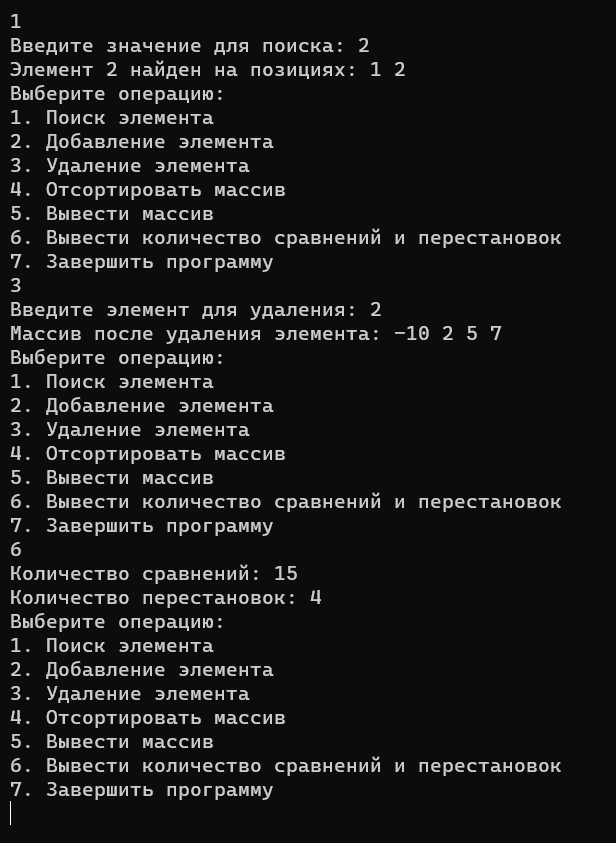 1
Введите значение для поиска: 2
Элемент 2 найден на позициях: 1 2
Выберите операцию:
1. Поиск элемента
2. Добавление элемента
3. Удаление элемента
4. Отсортировать массив
5. Вывести массив
6. Вывести количество сравнений и перестановок
7. Завершить программу
3
Введите элемент для удаления: 2
Массив после удаления элемента: -10 2 5 7
Выберите операцию:
1. Поиск элемента
2. Добавление элемента
3. Удаление элемента
4. Отсортировать массив
5. Вывести массив
6. Вывести количество сравнений и перестановок
7. Завершить программу
6
Количество сравнений: 15
Количество перестановок: 4
Выберите операцию:
1. Поиск элемента
2. Добавление элемента
3. Удаление элемента
4. Отсортировать массив
5. Вывести массив
6. Вывести количество сравнений и перестановок
7. Завершить программу